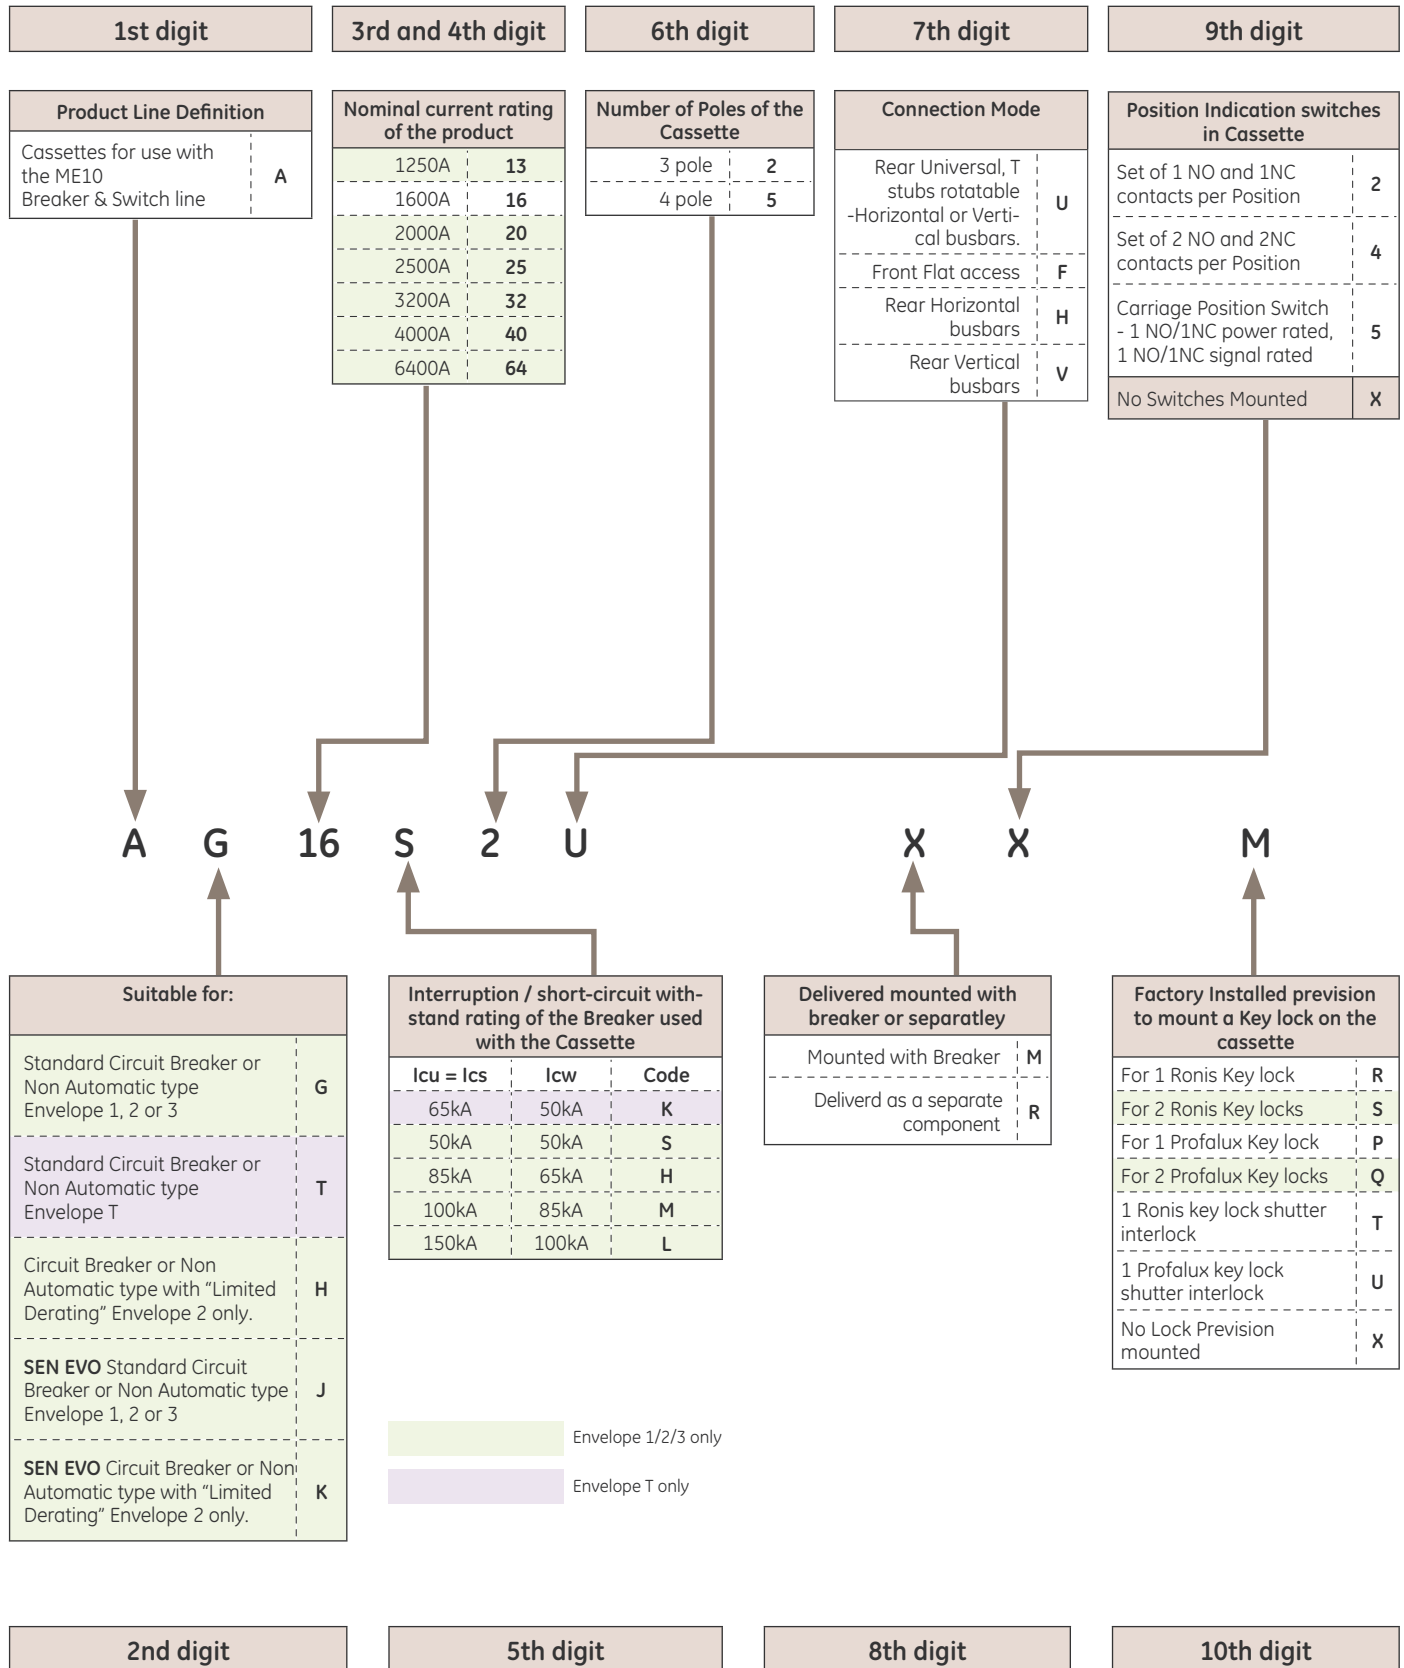 1st digit
3rd and 4th digit
6th digit
7th digit
9th digit
Product Line Definition
Cassettes for use with
the ME10
Breaker & Switch line
A
Nominal current rating
of the product
1250A 13
1600A 16
2000A 20
2500A 25
3200A 32
4000A 40
6400A 64
Number of Poles of the
Cassette
3 pole 2
4 pole 5
Connection Mode
Rear Universal, T
stubs rotatable
-Horizontal or Verti-
cal busbars.
U
Front Flat access F
Rear Horizontal
busbars
H
Rear Vertical
busbars
V
Position Indication switches
in Cassette
Set of 1 NO and 1NC
contacts per Position
2
Set of 2 NO and 2NC
contacts per Position
4
Carriage Position Switch
- 1 NO/1NC power rated,
1 NO/1NC signal rated
5
No Switches Mounted X
A G 16 S 2 U X X M
Suitable for:
Standard Circuit Breaker or
Non Automatic type
Envelope 1, 2 or 3
G
Standard Circuit Breaker or
Non Automatic type
Envelope T
T
Circuit Breaker or Non
Automatic type with “Limited
Derating” Envelope 2 only.
H
SEN EVO Standard Circuit
Breaker or Non Automatic type
Envelope 1, 2 or 3
J
SEN EVO Circuit Breaker or Non
Automatic type with “Limited
Derating” Envelope 2 only.
K
Interruption / short-circuit with-
stand rating of the Breaker used
with the Cassette
Icu = Ics Icw Code
65kA 50kA K
50kA 50kA S
85kA 65kA H
100kA 85kA M
150kA 100kA L
Envelope 1/2/3 only
Envelope T only
Delivered mounted with
breaker or separatley
Mounted with Breaker M
Deliverd as a separate
component
R
Factory Installed prevision
to mount a Key lock on the
cassette
For 1 Ronis Key lock R
For 2 Ronis Key locks S
For 1 Profalux Key lock P
For 2 Profalux Key locks Q
1 Ronis key lock shutter
interlock
T
1 Profalux key lock
shutter interlock
U
No Lock Prevision
mounted
X
2nd digit
5th digit
8th digit
10th digit